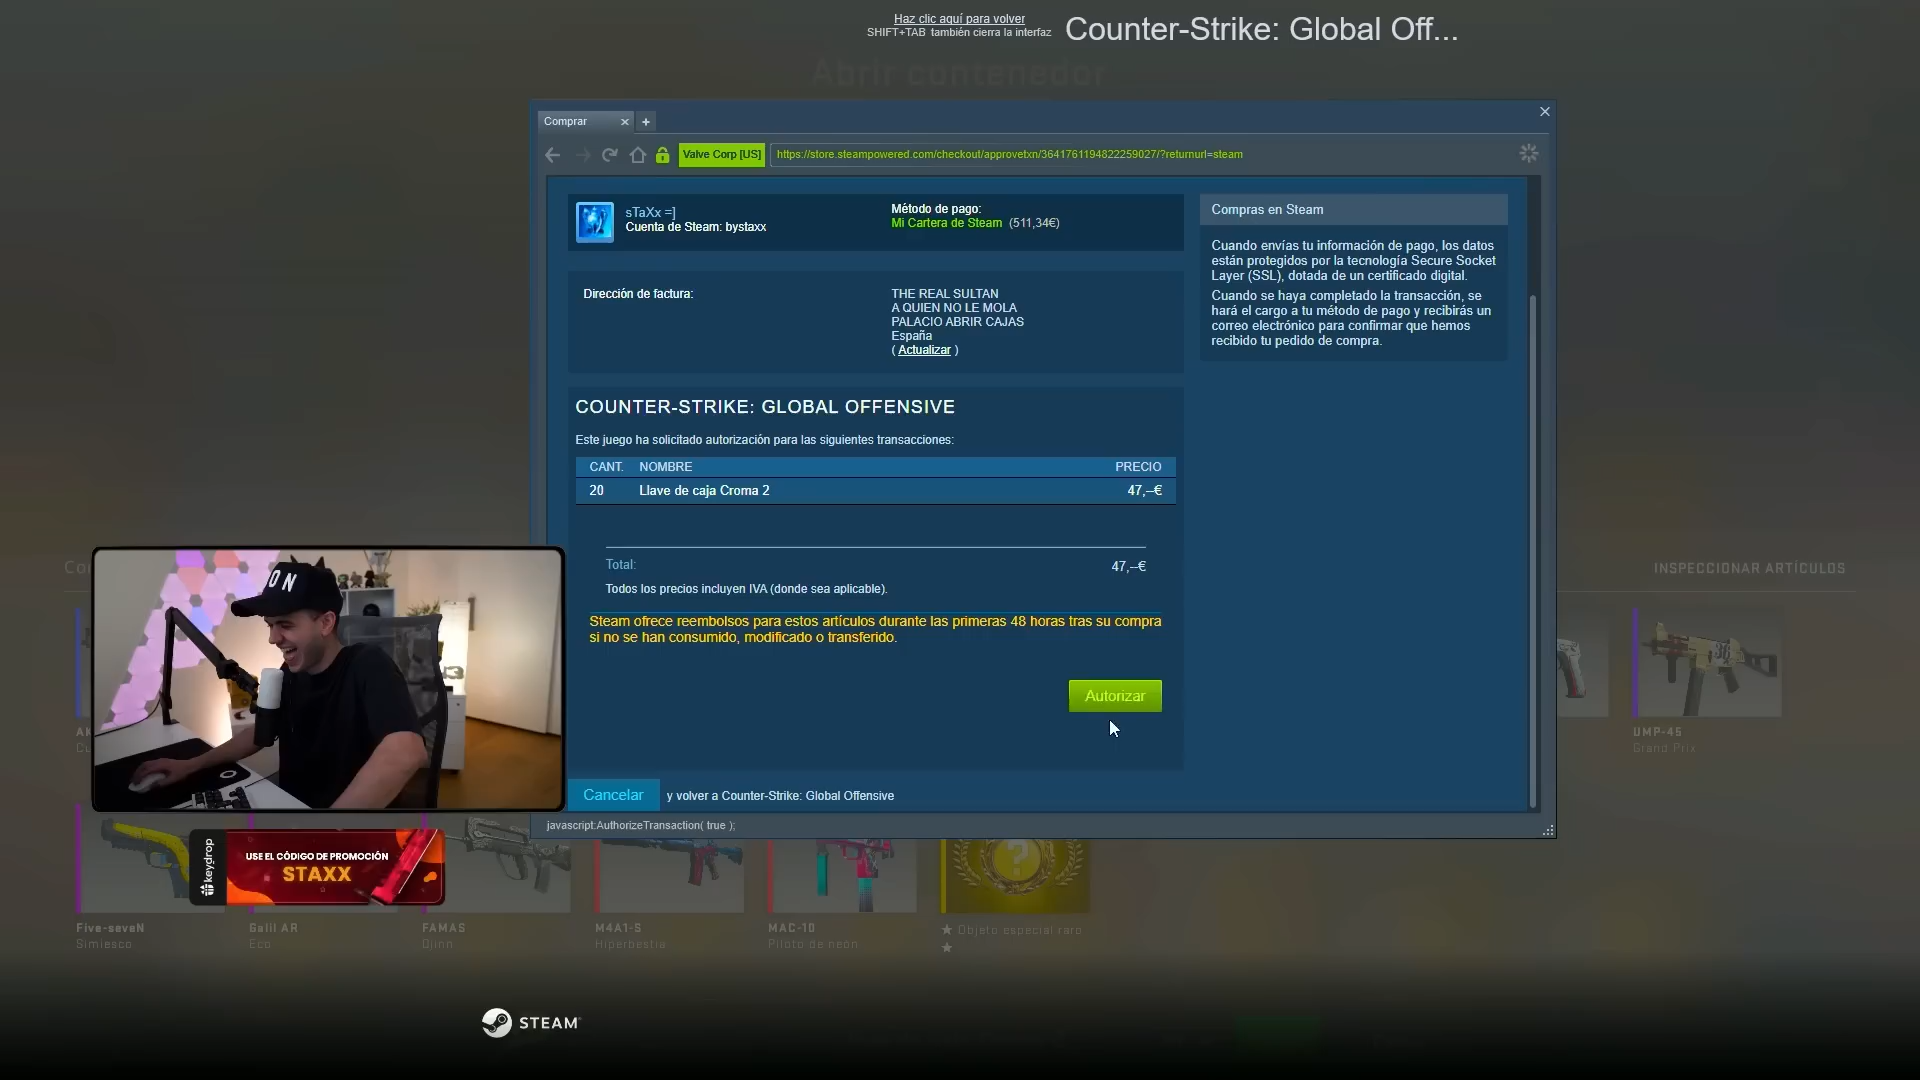 Haz clic aquí para volver
SHIFT+TAB también cierra la interfaz
Counter-Strike: Global Off...
Abrir contenedor
Comprar
Valve Corp [US]
https://store.steampowered.com/checkout/approvetxn/3641761194822259027/?returnurl=steam
sTaXx =]
Cuenta de Steam: bystaxx
Método de pago:
Mi Cartera de Steam (511,34€)
Compras en Steam
Cuando envías tu información de pago, los datos
están protegidos por la tecnología Secure Socket
Layer (SSL), dotada de un certificado digital.
Cuando se haya completado la transacción, se
hará el cargo a tu método de pago y recibirás un
correo electrónico para confirmar que hemos
recibido tu pedido de compra.
Dirección de factura:
THE REAL SULTAN
A QUIEN NO LE MOLA
PALACIO ABRIR CAJAS
España
( Actualizar )
COUNTER-STRIKE: GLOBAL OFFENSIVE
Este juego ha solicitado autorización para las siguientes transacciones:
CANT. NOMBRE PRECIO
20 Llave de caja Croma 2 47,--€
Total: 47,--€
Todos los precios incluyen IVA (donde sea aplicable).
Steam ofrece reembolsos para estos artículos durante las primeras 48 horas tras su compra
si no se han consumido, modificado o transferido.
Autorizar
Cancelar y volver a Counter-Strike: Global Offensive
javascript:AuthorizeTransaction( true );
INSPECCIONAR ARTÍCULOS
UMP-45
Grand Prix
ON
keydrop
USE EL CÓDIGO DE PROMOCIÓN
STAXX
Five-seveN
Simiesco
Galil AR
Eco
FAMAS
Djinn
M4A1-S
Hiperbestia
MAC-10
Piloto de neón
★ Objeto especial raro
★
STEAM